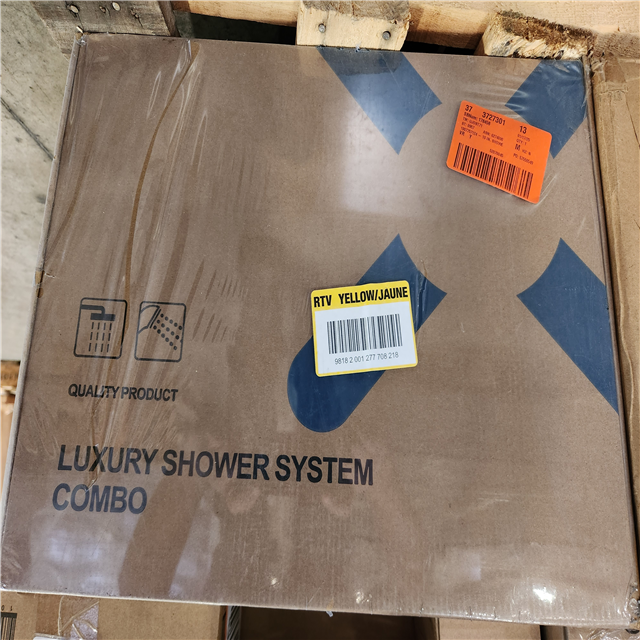 37 3727301 13
RTV YELLOW/JAUNE
9818 2 001 277 708 218
QUALITY PRODUCT
LUXURY SHOWER SYSTEM
COMBO